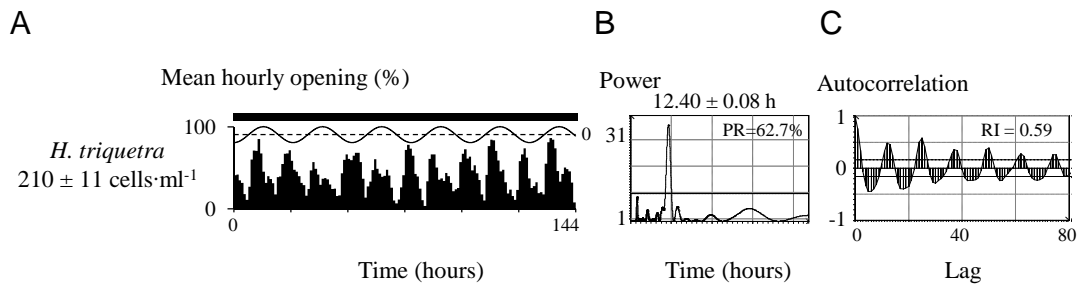 A
B
C
Mean hourly opening (%)
H. triquetra
210 ± 11 cells·ml-1
100
0
0
0
144
Time (hours)
Power
12.40 ± 0.08 h
PR=62.7%
31
1
Time (hours)
Autocorrelation
RI = 0.59
1
0
-1
0
40
80
Lag